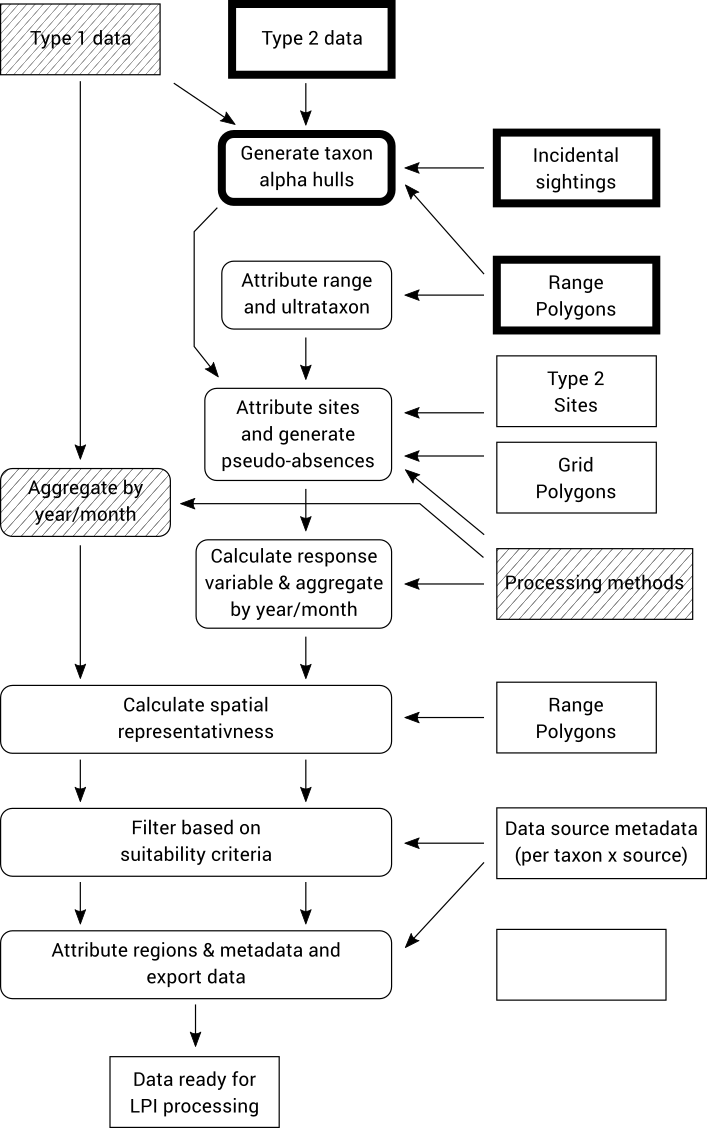 Type 1 data
Type 2 data
Generate taxon
alpha hulls
Incidental
sightings
Attribute range
and ultrataxon
Range
Polygons
Attribute sites
and generate
pseudo-absences
Type 2
Sites
Grid
Polygons
Aggregate by
year/month
Calculate response
variable & aggregate
by year/month
Processing methods
Calculate spatial
representativness
Range
Polygons
Filter based on
suitability criteria
Data source metadata
(per taxon x source)
Attribute regions & metadata and
export data
Data ready for
LPI processing